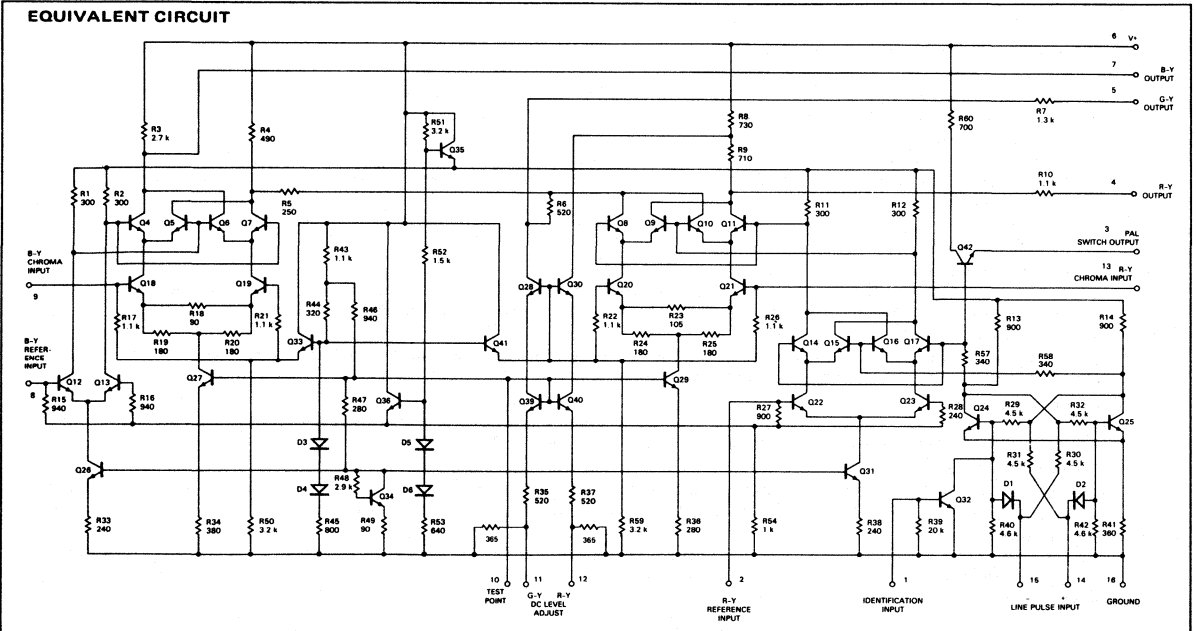 EQUIVALENT CIRCUIT
6 V+
7 B-Y OUTPUT
5 G-Y OUTPUT
R7 1.3 k
R3 2.7 k
R4 490
R51 3.2 k
Q35
R8 730
R9 710
R60 700
R10 1.1 k
4 R-Y OUTPUT
R1 300
R2 300
R5 250
R6 520
R11 300
R12 300
Q4 Q5 Q6 Q7
Q8 Q9 Q10 Q11
Q42
3 PAL SWITCH OUTPUT
13 R-Y CHROMA INPUT
B-Y CHROMA INPUT
9
R43 1.1 k
R52 1.5 k
Q18 Q19
R44 320
R46 940
Q28 Q30
Q20 Q21
R17 1.1 k
R18 90
R21 1.1 k
R19 180
R20 180
Q33
Q41
R22 1.1 k
R23 105
R24 180
R25 180
R26 1.1 k
Q14 Q15 Q16 Q17
R13 900
R14 900
R57 340
R58 340
B-Y REFER- ENCE INPUT
8
Q12 Q13
R15 940
R16 940
Q27
R47 280
Q36
Q39 Q40
Q29
R27 900
Q22 Q23
R28 240
Q24
R29 4.5 k
R32 4.5 k
Q25
R31 4.5 k
R30 4.5 k
D3
D5
Q26
R48 2.9 k
Q34
Q31
Q32
D1
D2
D4
D6
R33 240
R34 380
R50 3.2 k
R45 800
R49 90
R53 640
R35 520
R37 520
365
365
R59 3.2 k
R36 280
R54 1 k
R38 240
R39 20 k
R40 4.6 k
R42 4.6 k
R41 360
10 TEST POINT
11 G-Y
12 R-Y
DC LEVEL ADJUST
2 R-Y REFERENCE INPUT
1 IDENTIFICATION INPUT
15 - 14 +
LINE PULSE INPUT
16 GROUND